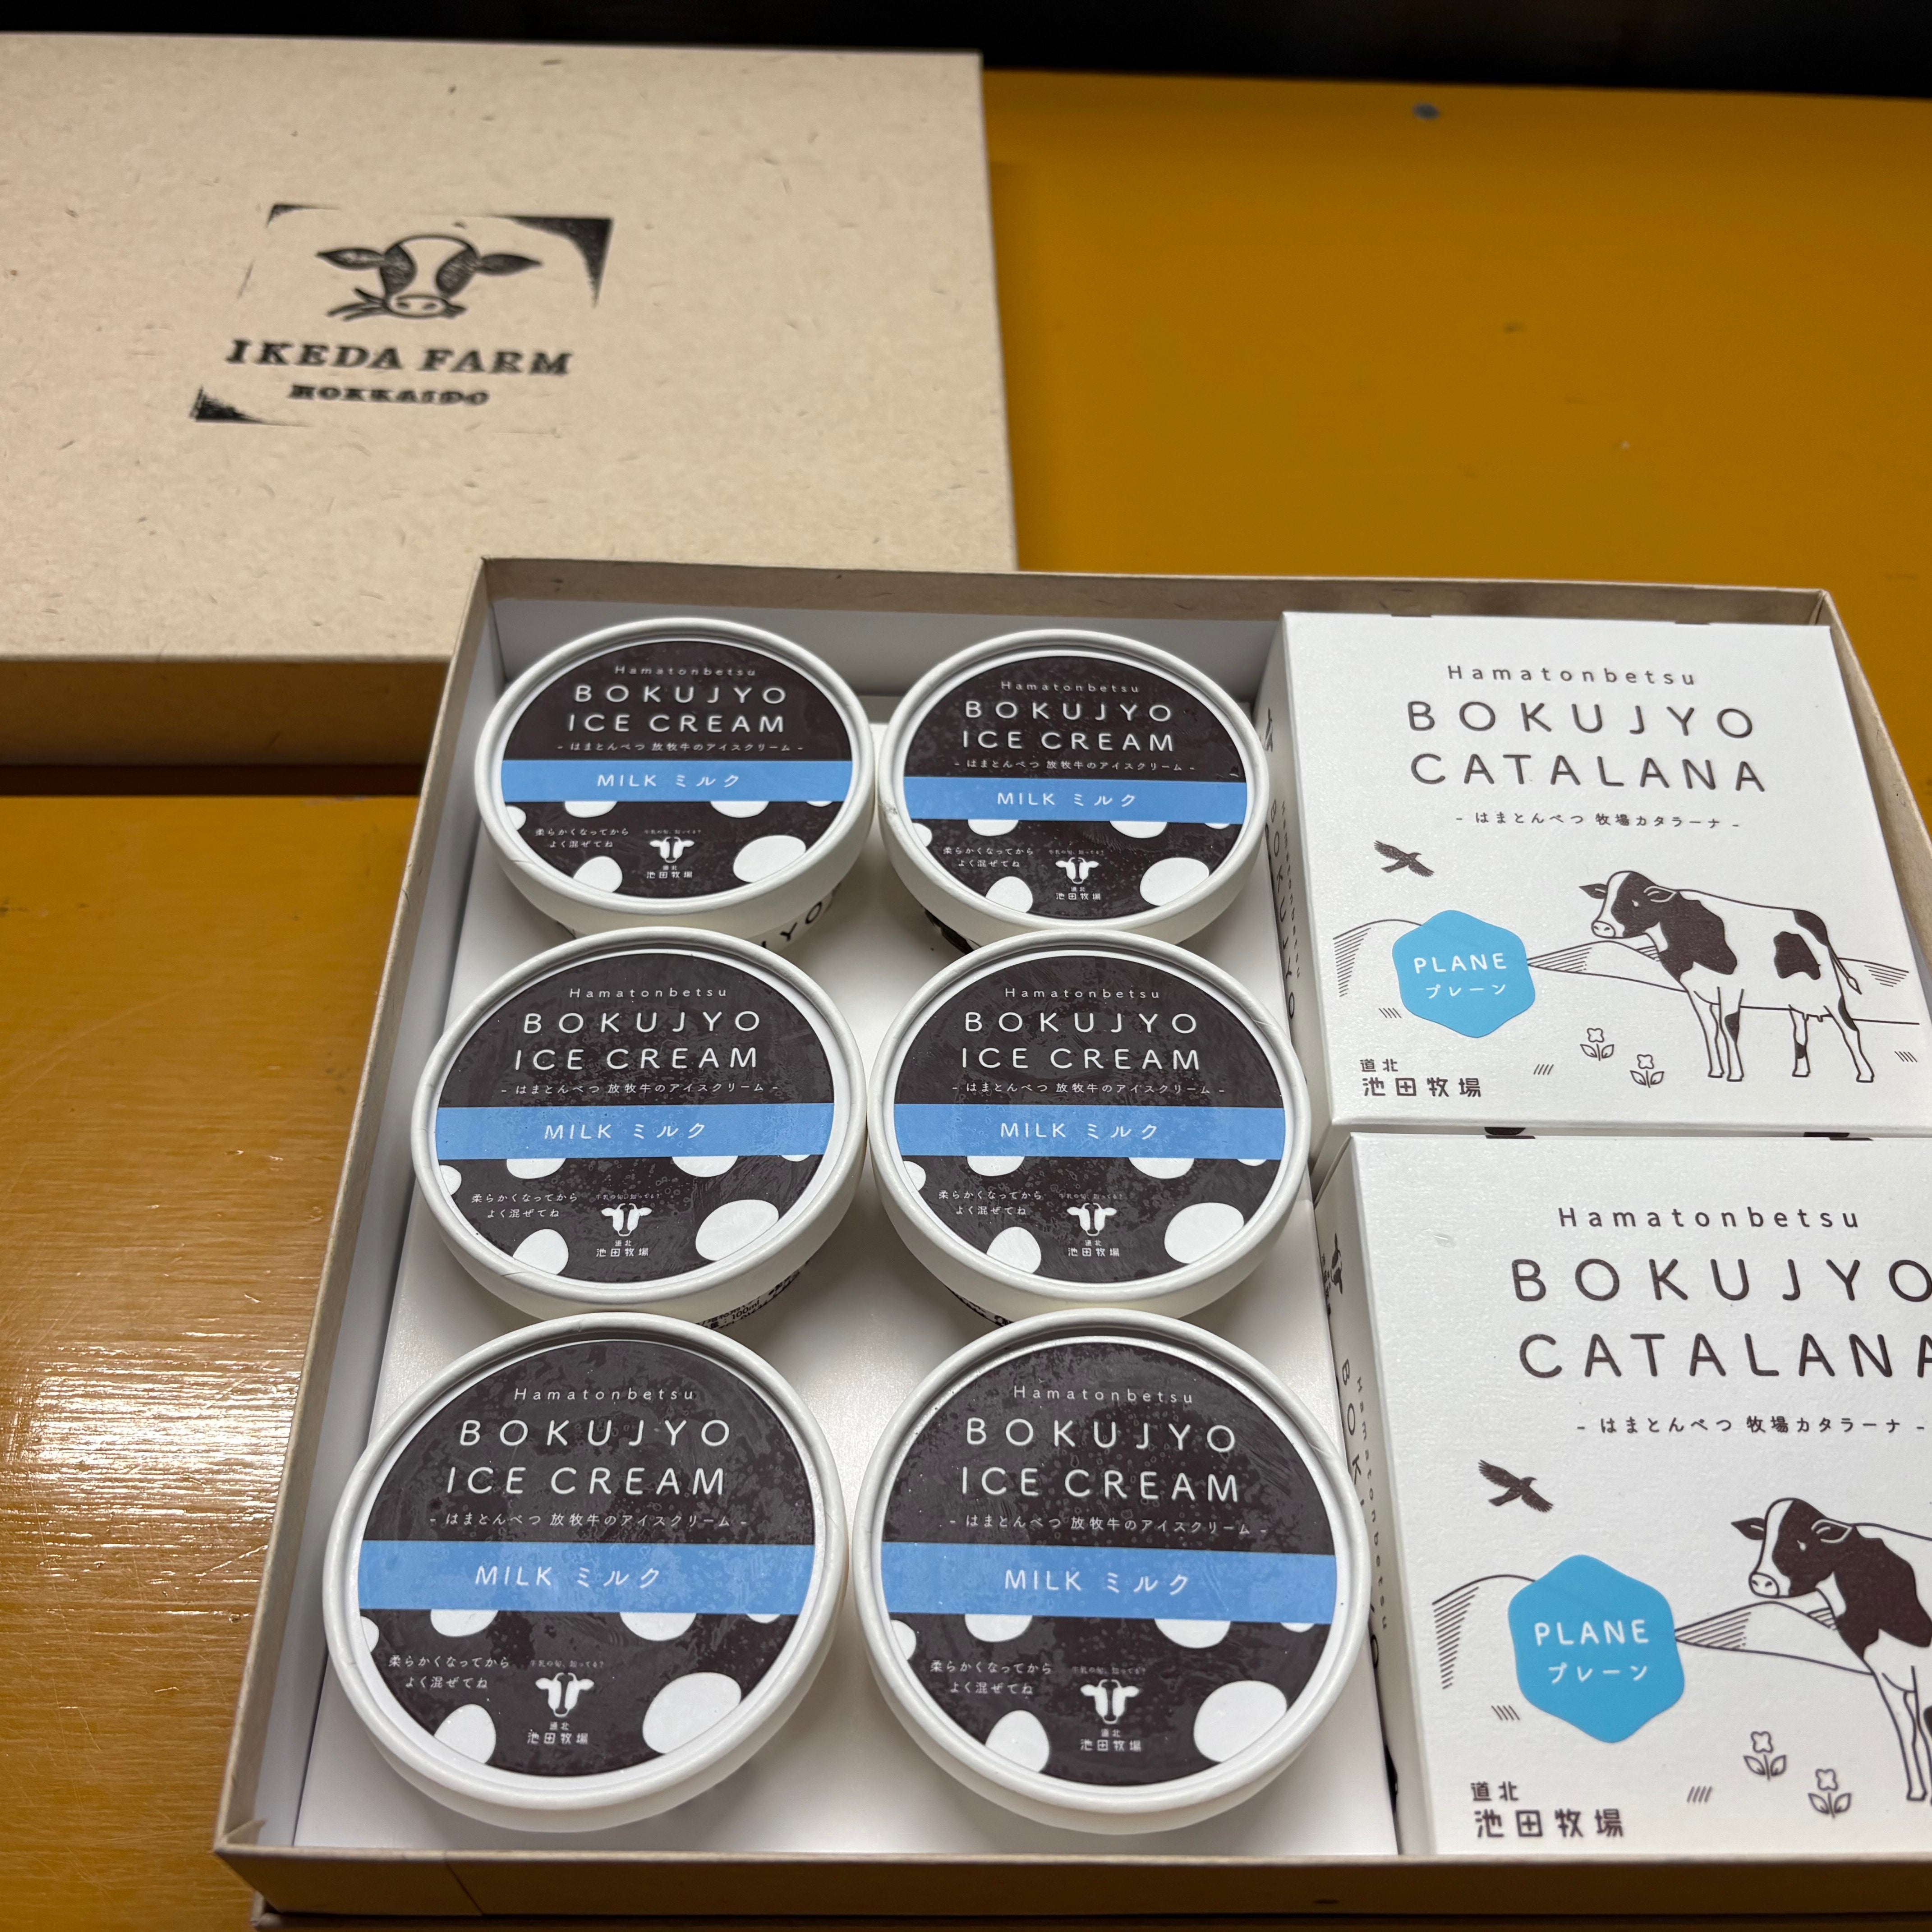 IKEDA FARM
HOKKAIDO
Hamatonbetsu
BOKUJYO
ICE CREAM
- はまとんべつ 放牧牛のアイスクリーム -
MILK ミルク
柔らかくなってから
よく混ぜてね
道北
池田牧場
Hamatonbetsu
BOKUJYO
ICE CREAM
- はまとんべつ 放牧牛のアイスクリーム -
MILK ミルク
柔らかくなってから
よく混ぜてね
道北
池田牧場
Hamatonbetsu
BOKUJYO
CATALANA
- はまとんべつ 牧場カタラーナ -
PLANE
プレーン
道北
池田牧場
Hamatonbetsu
BOKUJYO
ICE CREAM
- はまとんべつ 放牧牛のアイスクリーム -
MILK ミルク
柔らかくなってから
よく混ぜてね
道北
池田牧場
100ml
Hamatonbetsu
BOKUJYO
ICE CREAM
- はまとんべつ 放牧牛のアイスクリーム -
MILK ミルク
柔らかくなってから
よく混ぜてね
道北
池田牧場
Hamatonbetsu
BOKUJYO
CATALANA
- はまとんべつ 牧場カタラーナ -
PLANE
プレーン
道北
池田牧場
Hamatonbetsu
BOKUJYO
ICE CREAM
- はまとんべつ 放牧牛のアイスクリーム -
MILK ミルク
柔らかくなってから
よく混ぜてね
牛乳の旬、知ってる？
道北
池田牧場
Hamatonbetsu
BOKUJYO
ICE CREAM
- はまとんべつ 放牧牛のアイスクリーム -
MILK ミルク
柔らかくなってから
よく混ぜてね
牛乳の旬、知ってる？
道北
池田牧場